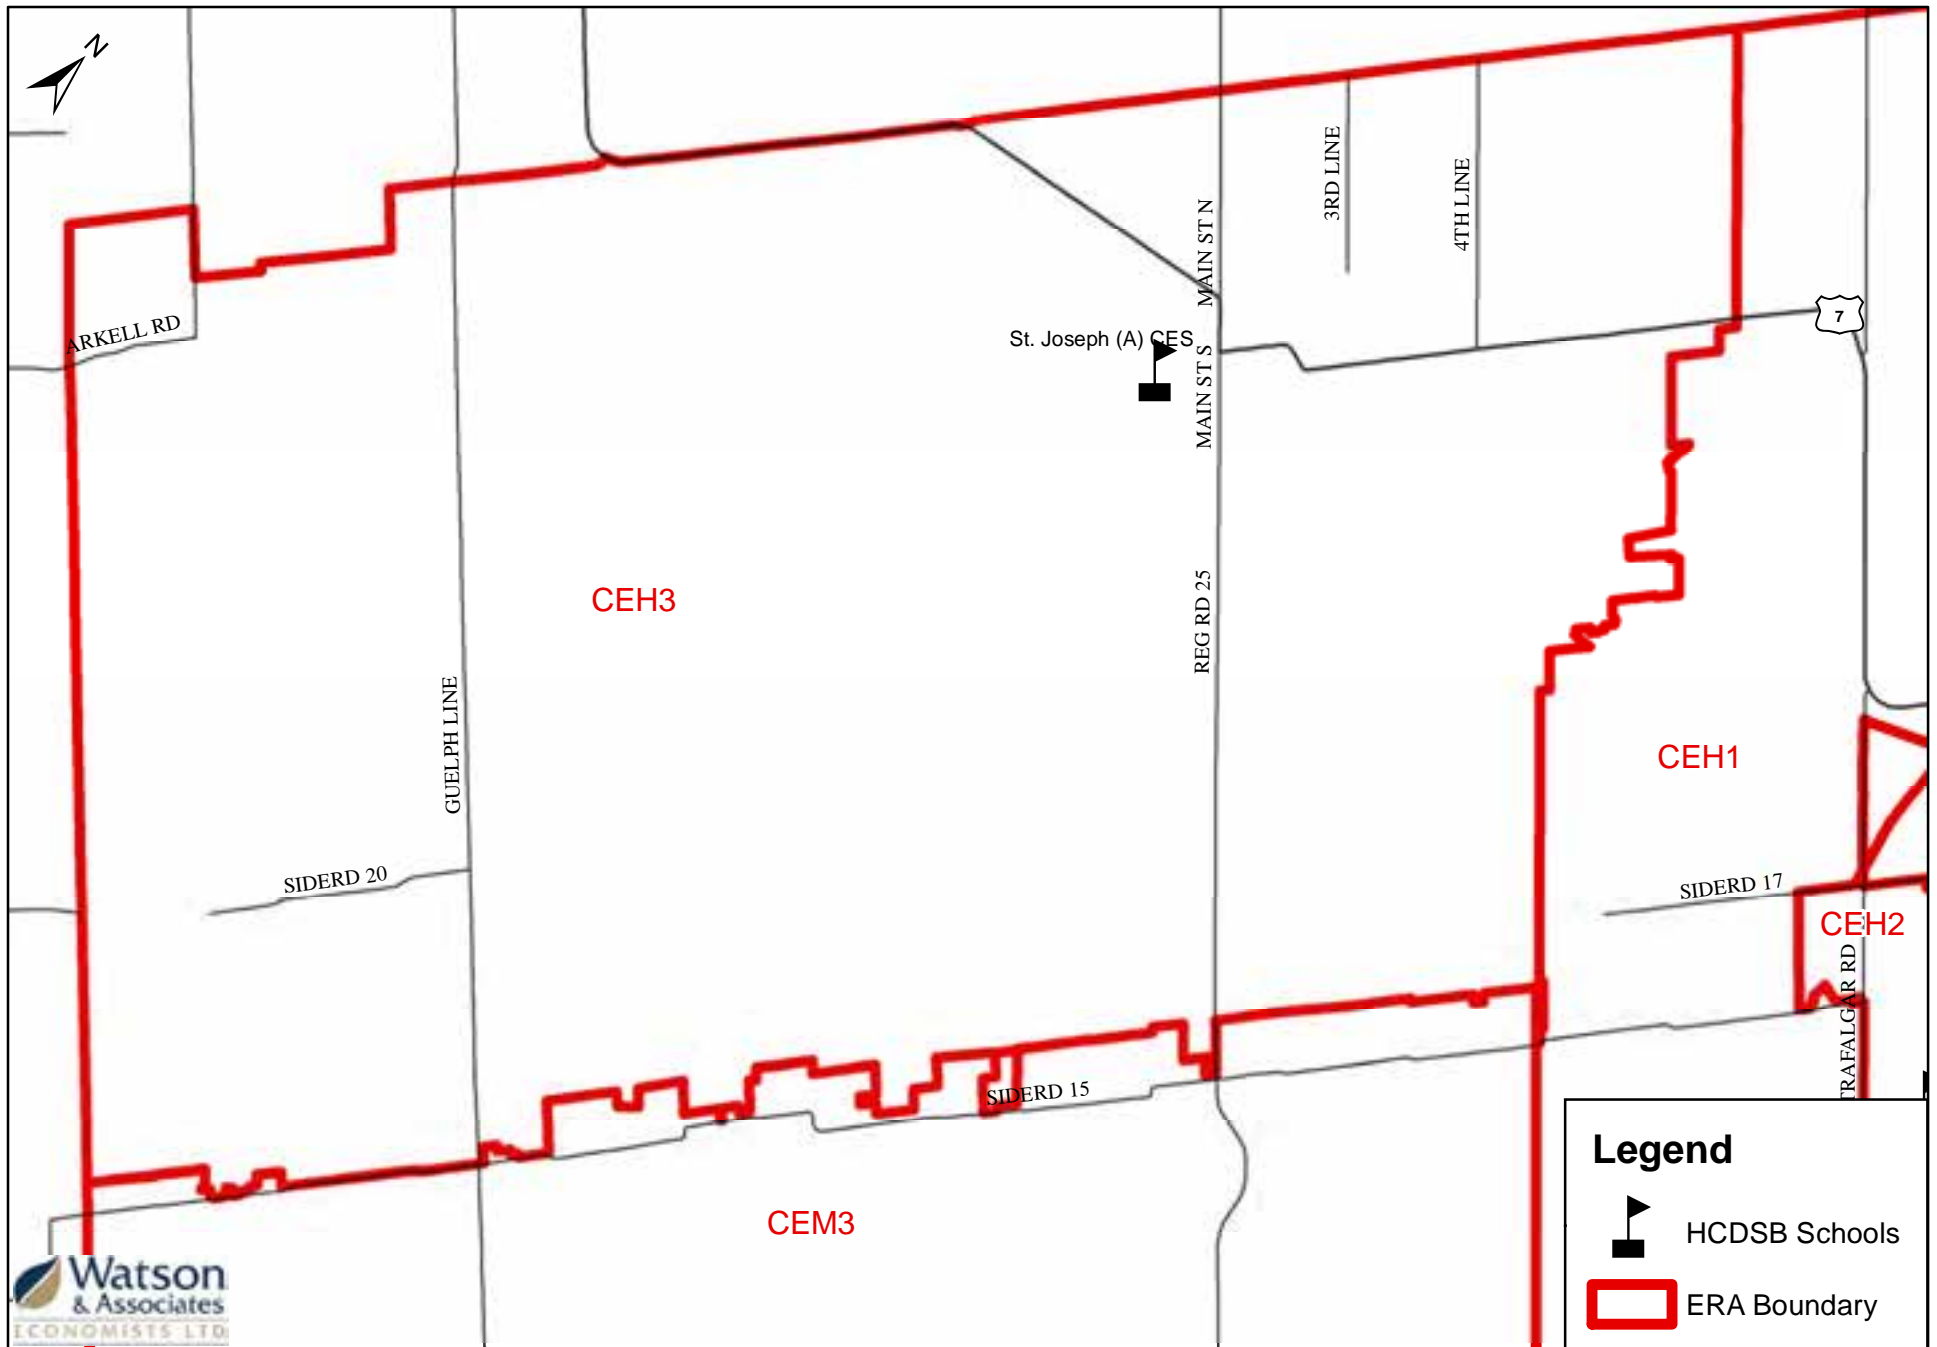 N
3RD LINE
4TH LINE
MAIN ST N
7
ARKELL RD
St. Joseph (A) CES
MAIN ST S
CEH3
REG RD 25
GUELPH LINE
CEH1
SIDERD 20
SIDERD 17
CEH2
TRAFALGAR RD
SIDERD 15
CEM3
Legend
HCDSB Schools
ERA Boundary
Watson
& Associates
ECONOMISTS LTD.